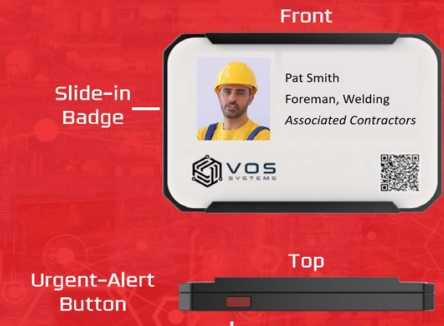 Front
Slide-in
Badge
Pat Smith
Foreman, Welding
Associated Contractors
VOS
SYSTEMS
Top
Urgent-Alert
Button